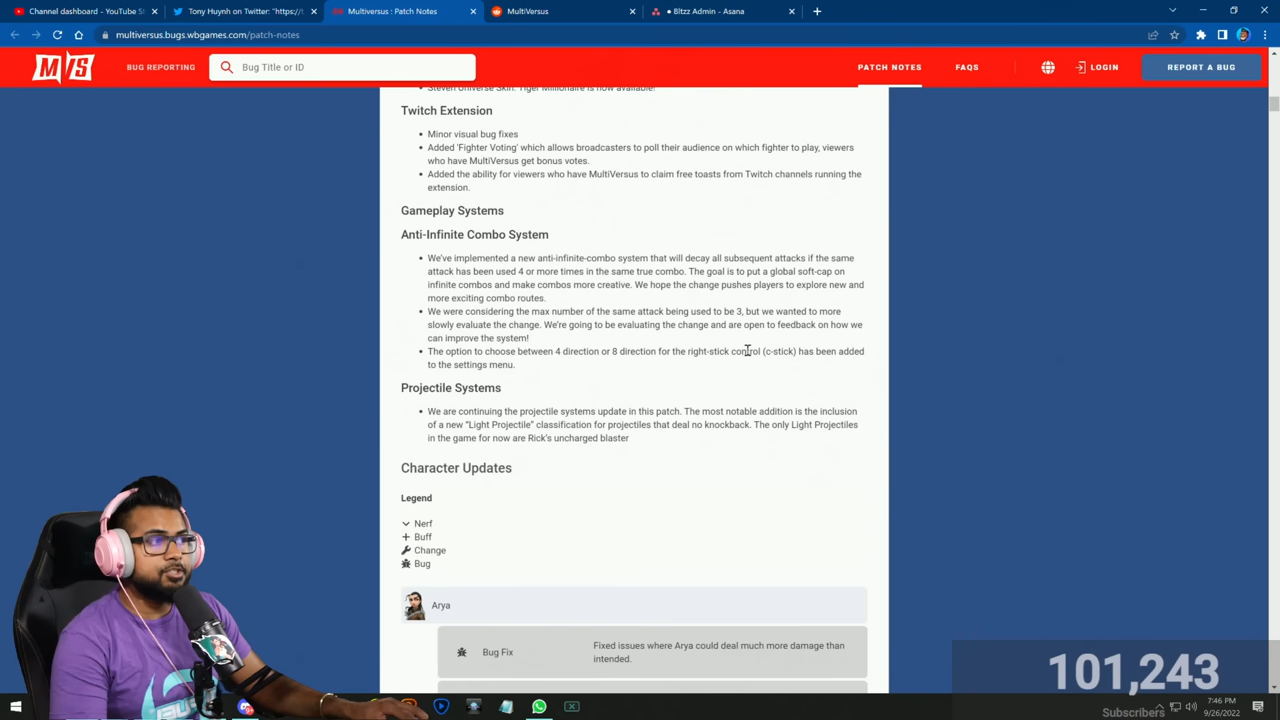 Channel dashboard - YouTube St
Tony Huynh on Twitter: "https://t.
Multiversus : Patch Notes
MultiVersus
Bltzz Admin - Asana
multiversus.bugs.wbgames.com/patch-notes
M/S
BUG REPORTING
Bug Title or ID
PATCH NOTES
FAQS
LOGIN
REPORT A BUG
Steven Universe Skin: Tiger Millionaire is now available!
Twitch Extension
Minor visual bug fixes
Added 'Fighter Voting' which allows broadcasters to poll their audience on which fighter to play, viewers
who have MultiVersus get bonus votes.
Added the ability for viewers who have MultiVersus to claim free toasts from Twitch channels running the
extension.
Gameplay Systems
Anti-Infinite Combo System
We've implemented a new anti-infinite-combo system that will decay all subsequent attacks if the same
attack has been used 4 or more times in the same true combo. The goal is to put a global soft-cap on
infinite combos and make combos more creative. We hope the change pushes players to explore new and
more exciting combo routes.
We were considering the max number of the same attack being used to be 3, but we wanted to more
slowly evaluate the change. We're going to be evaluating the change and are open to feedback on how we
can improve the system!
The option to choose between 4 direction or 8 direction for the right-stick control (c-stick) has been added
to the settings menu.
Projectile Systems
We are continuing the projectile systems update in this patch. The most notable addition is the inclusion
of a new "Light Projectile" classification for projectiles that deal no knockback. The only Light Projectiles
in the game for now are Rick's uncharged blaster
Character Updates
Legend
Nerf
Buff
Change
Bug
Arya
Bug Fix
Fixed issues where Arya could deal much more damage than
intended.
101,243
Subscribers
7:46 PM
9/26/2022